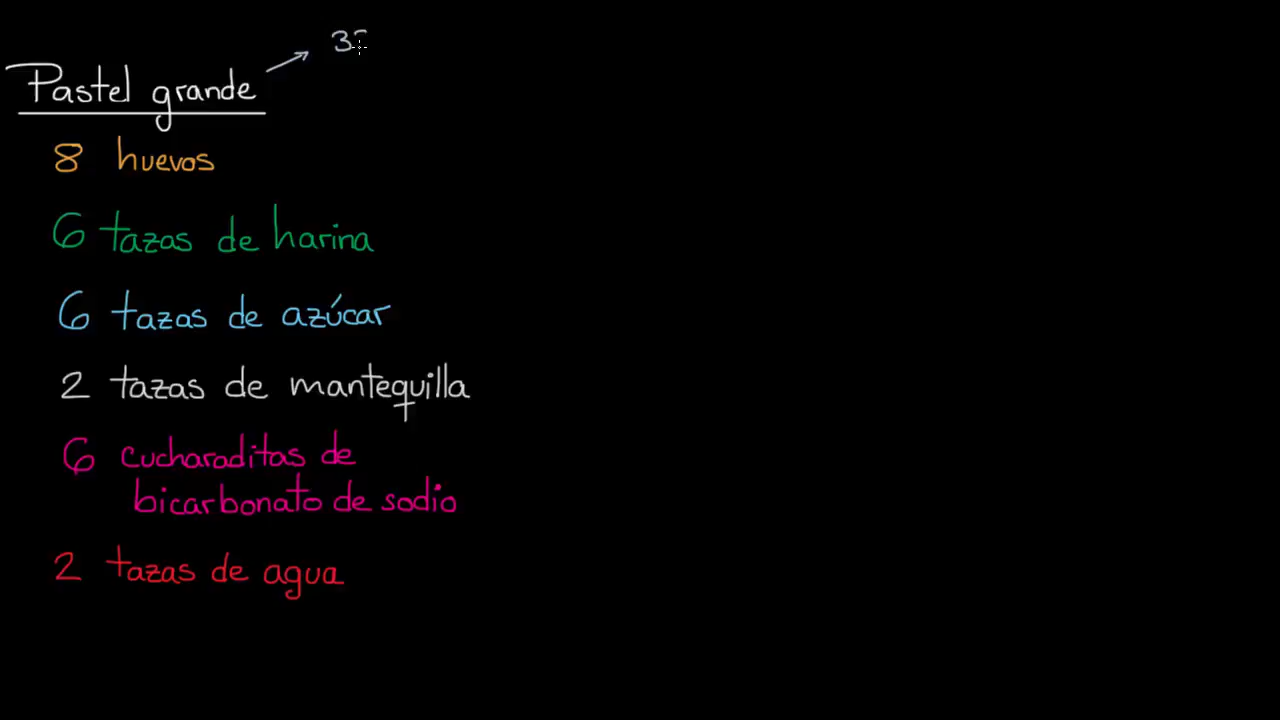 Pastel grande
8 huevos
6 tazas de harina
6 tazas de azúcar
2 tazas de mantequilla
6 cucharaditas de
bicarbonato de sodio
2 tazas de agua